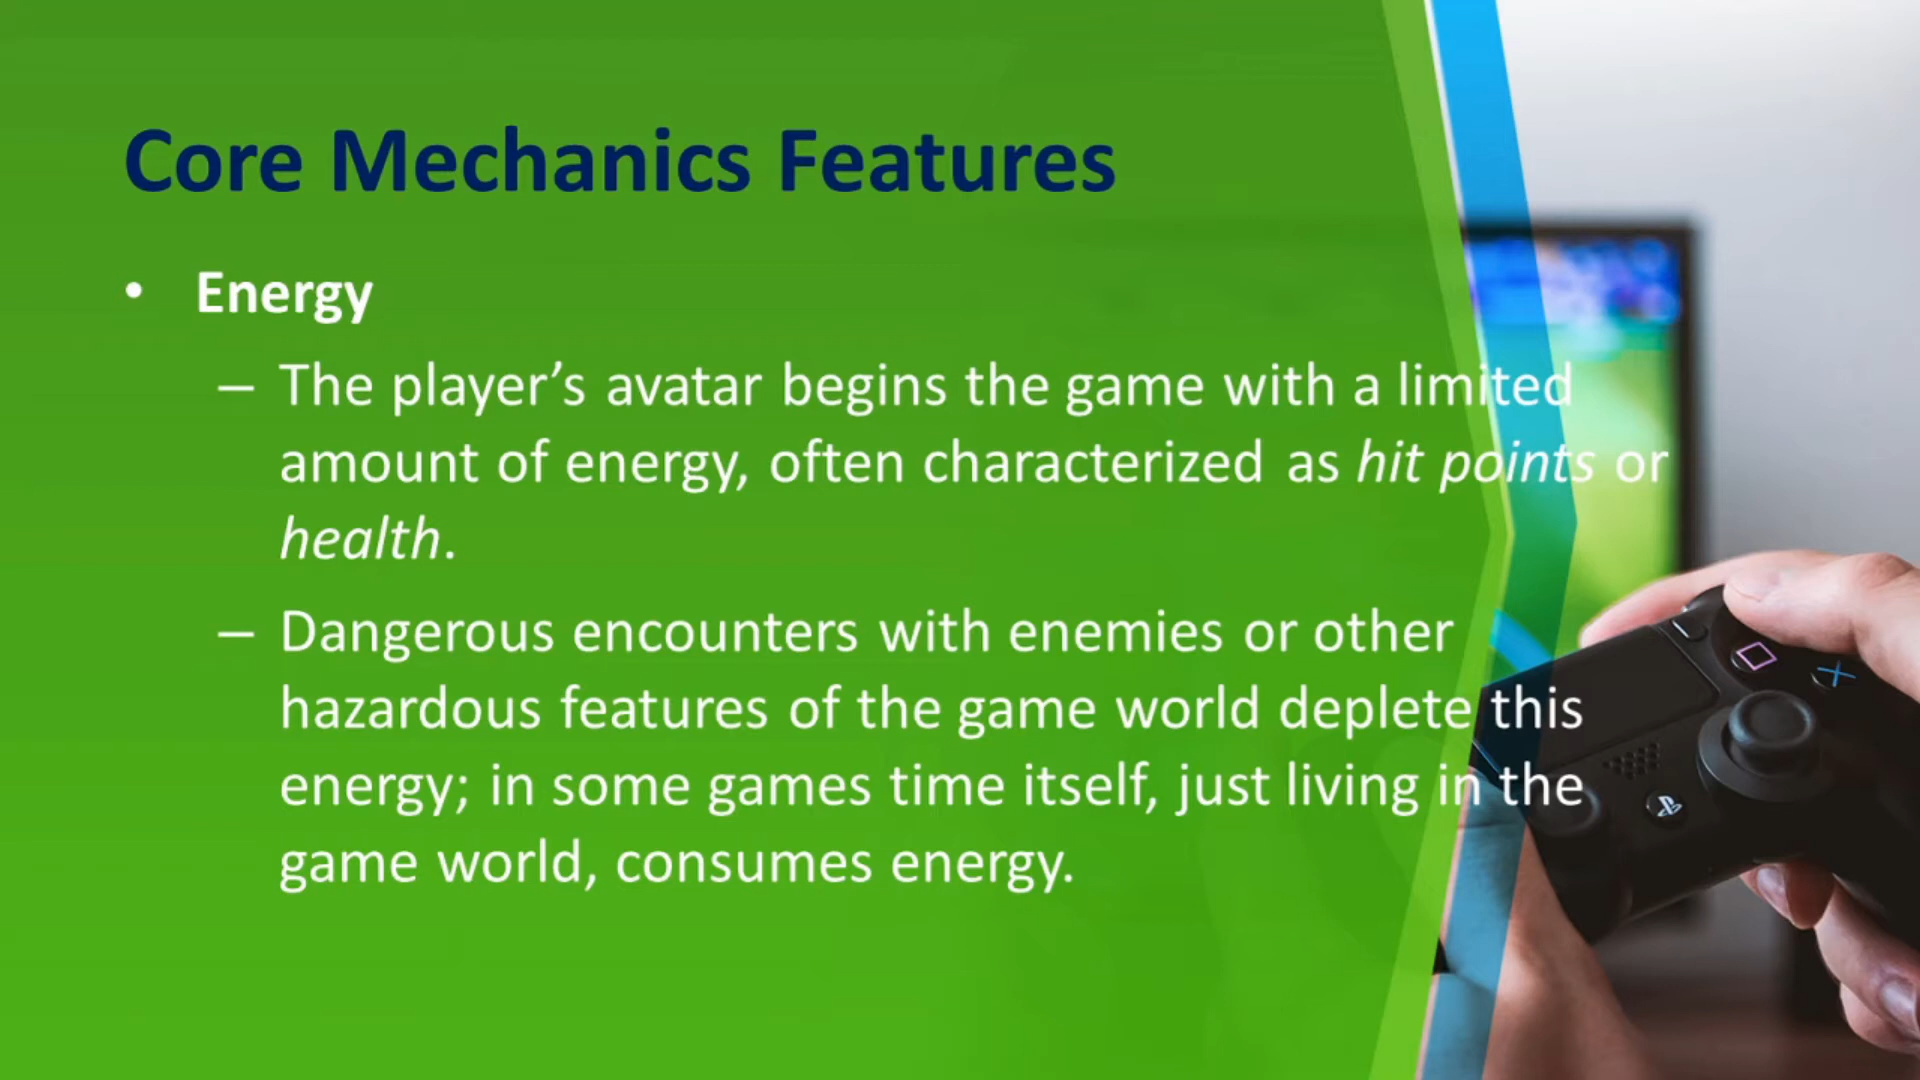 Core Mechanics Features
• Energy
– The player’s avatar begins the game with a limited
amount of energy, often characterized as hit points or
health.
– Dangerous encounters with enemies or other
hazardous features of the game world deplete this
energy; in some games time itself, just living in the
game world, consumes energy.